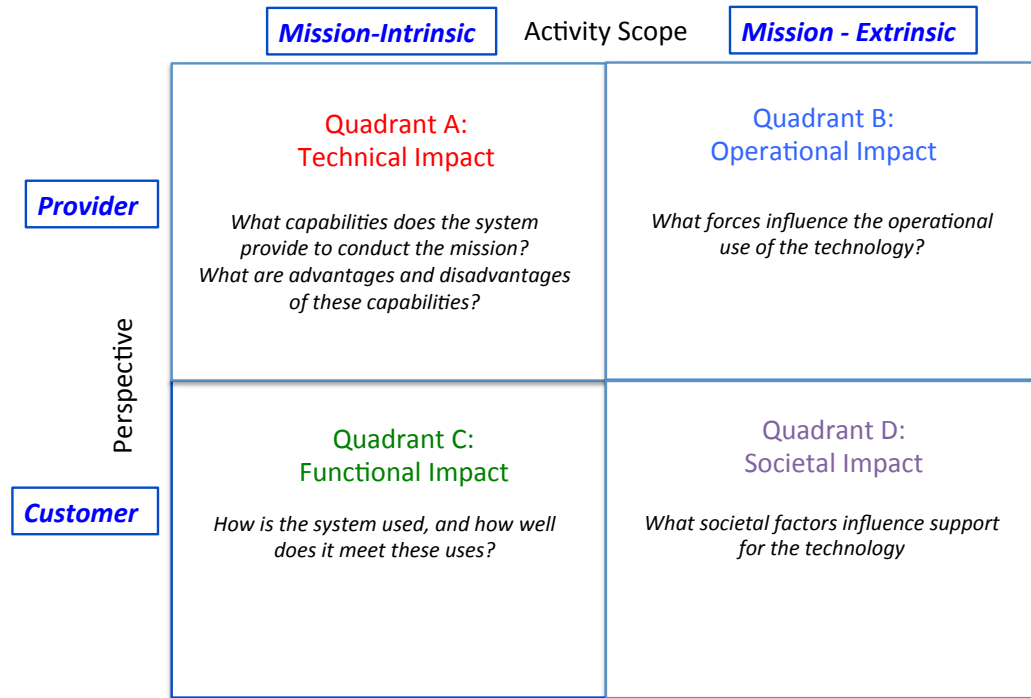 Mission-Intrinsic Activity Scope Mission - Extrinsic
Quadrant A:
Technical Impact
What capabilities does the system
provide to conduct the mission?
What are advantages and disadvantages
of these capabilities?
Quadrant B:
Operational Impact
What forces influence the operational
use of the technology?
Provider
Perspective
Customer
Quadrant C:
Functional Impact
How is the system used, and how well
does it meet these uses?
Quadrant D:
Societal Impact
What societal factors influence support
for the technology